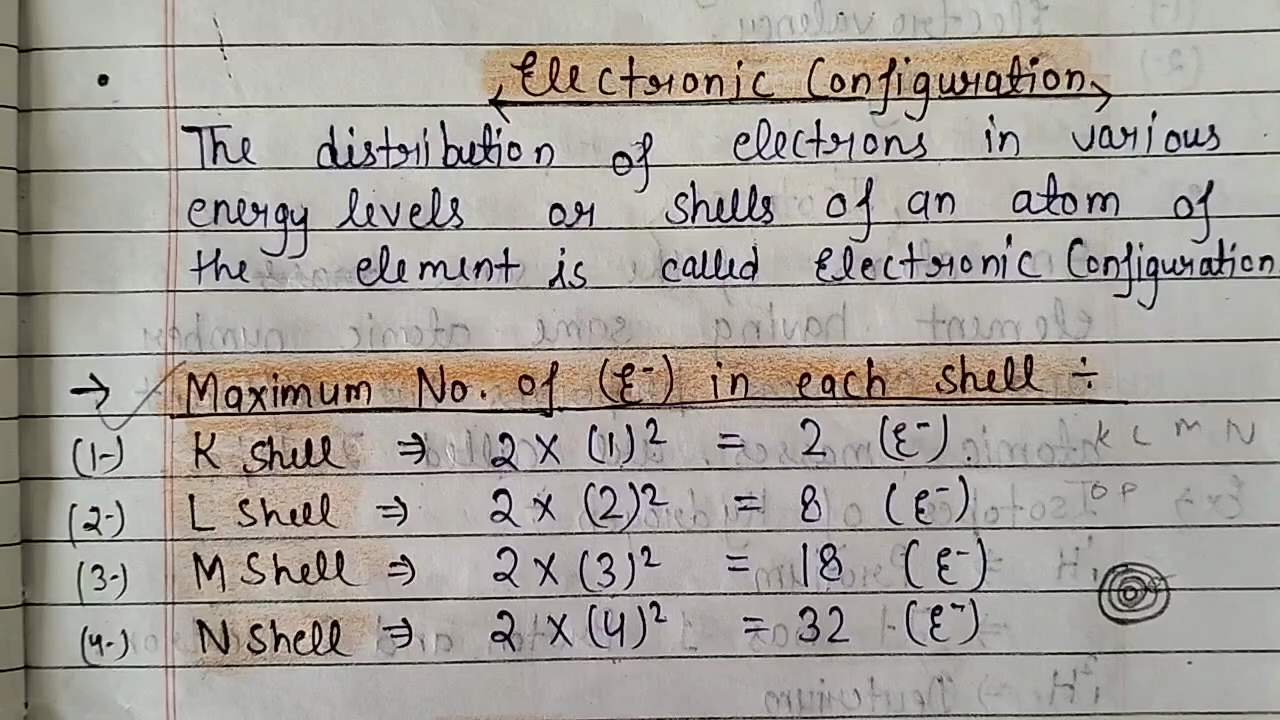 • Electronic Configuration
The distribution of electrons in various
energy levels or shells of an atom of
the element is called Electronic Configuration
→ Maximum No. of (ε⁻) in each shell ÷
(1-) K Shell ⇒ 2 × (1)² = 2 (ε⁻)
K L M N
(2-) L Shell ⇒ 2 × (2)² = 8 (ε⁻)
O P
(3-) M Shell ⇒ 2 × (3)² = 18 (ε⁻)
(4-) N Shell ⇒ 2 × (4)² = 32 (ε⁻)